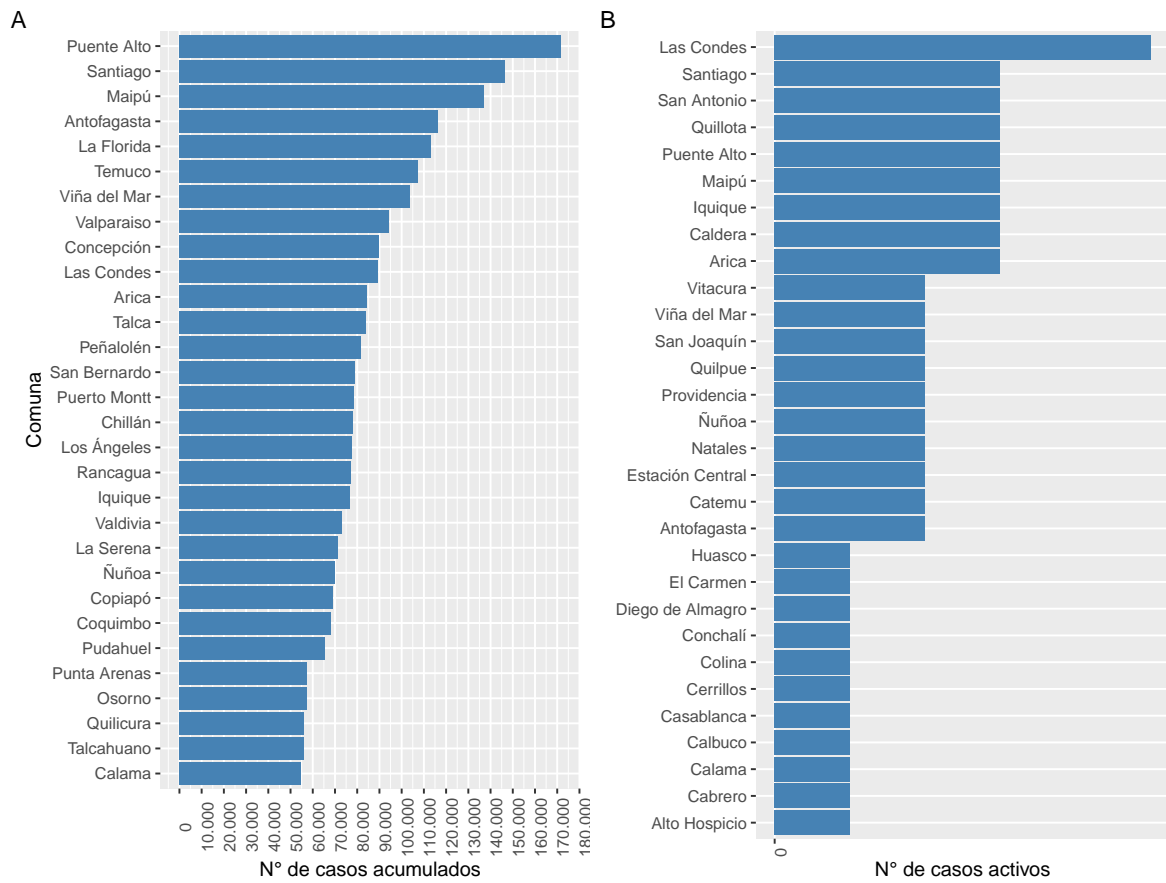 A
Comuna
Puente Alto
Santiago
Maipú
Antofagasta
La Florida
Temuco
Viña del Mar
Valparaiso
Concepción
Las Condes
Arica
Talca
Peñalolén
San Bernardo
Puerto Montt
Chillán
Los Ángeles
Rancagua
Iquique
Valdivia
La Serena
Ñuñoa
Copiapó
Coquimbo
Pudahuel
Punta Arenas
Osorno
Quilicura
Talcahuano
Calama
0
10.000
20.000
30.000
40.000
50.000
60.000
70.000
80.000
90.000
100.000
110.000
120.000
130.000
140.000
150.000
160.000
170.000
180.000
N° de casos acumulados
B
Las Condes
Santiago
San Antonio
Quillota
Puente Alto
Maipú
Iquique
Caldera
Arica
Vitacura
Viña del Mar
San Joaquín
Quilpue
Providencia
Ñuñoa
Natales
Estación Central
Catemu
Antofagasta
Huasco
El Carmen
Diego de Almagro
Conchalí
Colina
Cerrillos
Casablanca
Calbuco
Calama
Cabrero
Alto Hospicio
0
N° de casos activos